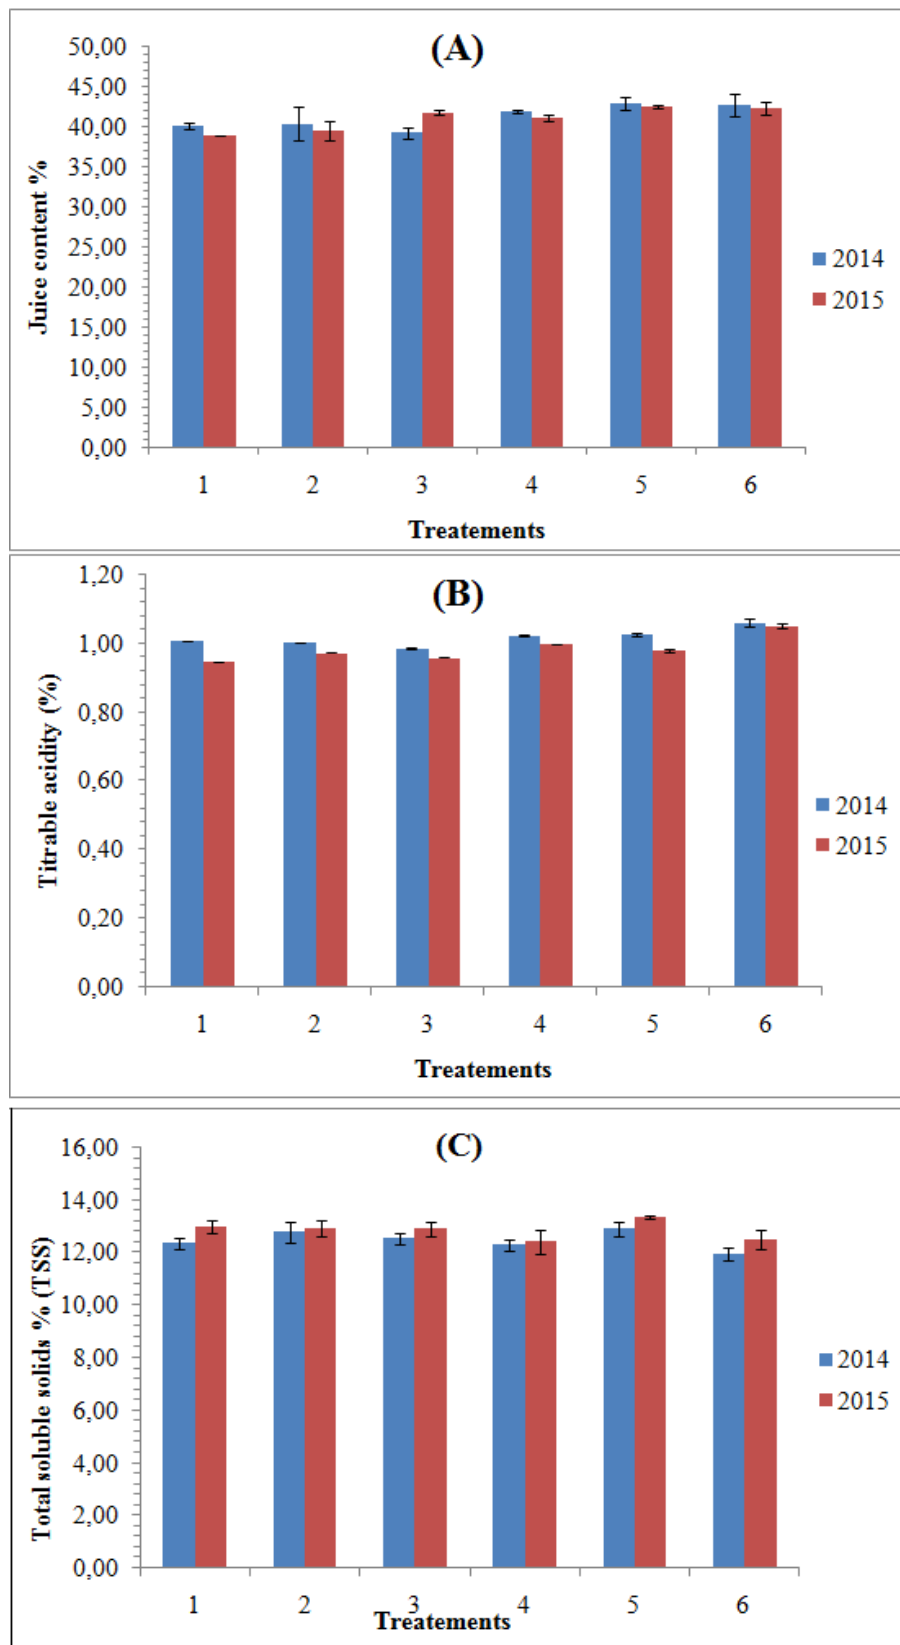 (A)
50,00
45,00
40,00
35,00
30,00
25,00
20,00
15,00
10,00
5,00
0,00
Juice content %
1 2 3 4 5 6
Treatements
2014
2015
(B)
1,20
1,00
0,80
0,60
0,40
0,20
0,00
Titrable acidity (%)
1 2 3 4 5 6
Treatements
2014
2015
(C)
16,00
14,00
12,00
10,00
8,00
6,00
4,00
2,00
0,00
Total soluble solids % (TSS)
1 2 3 4 5 6
Treatements
2014
2015